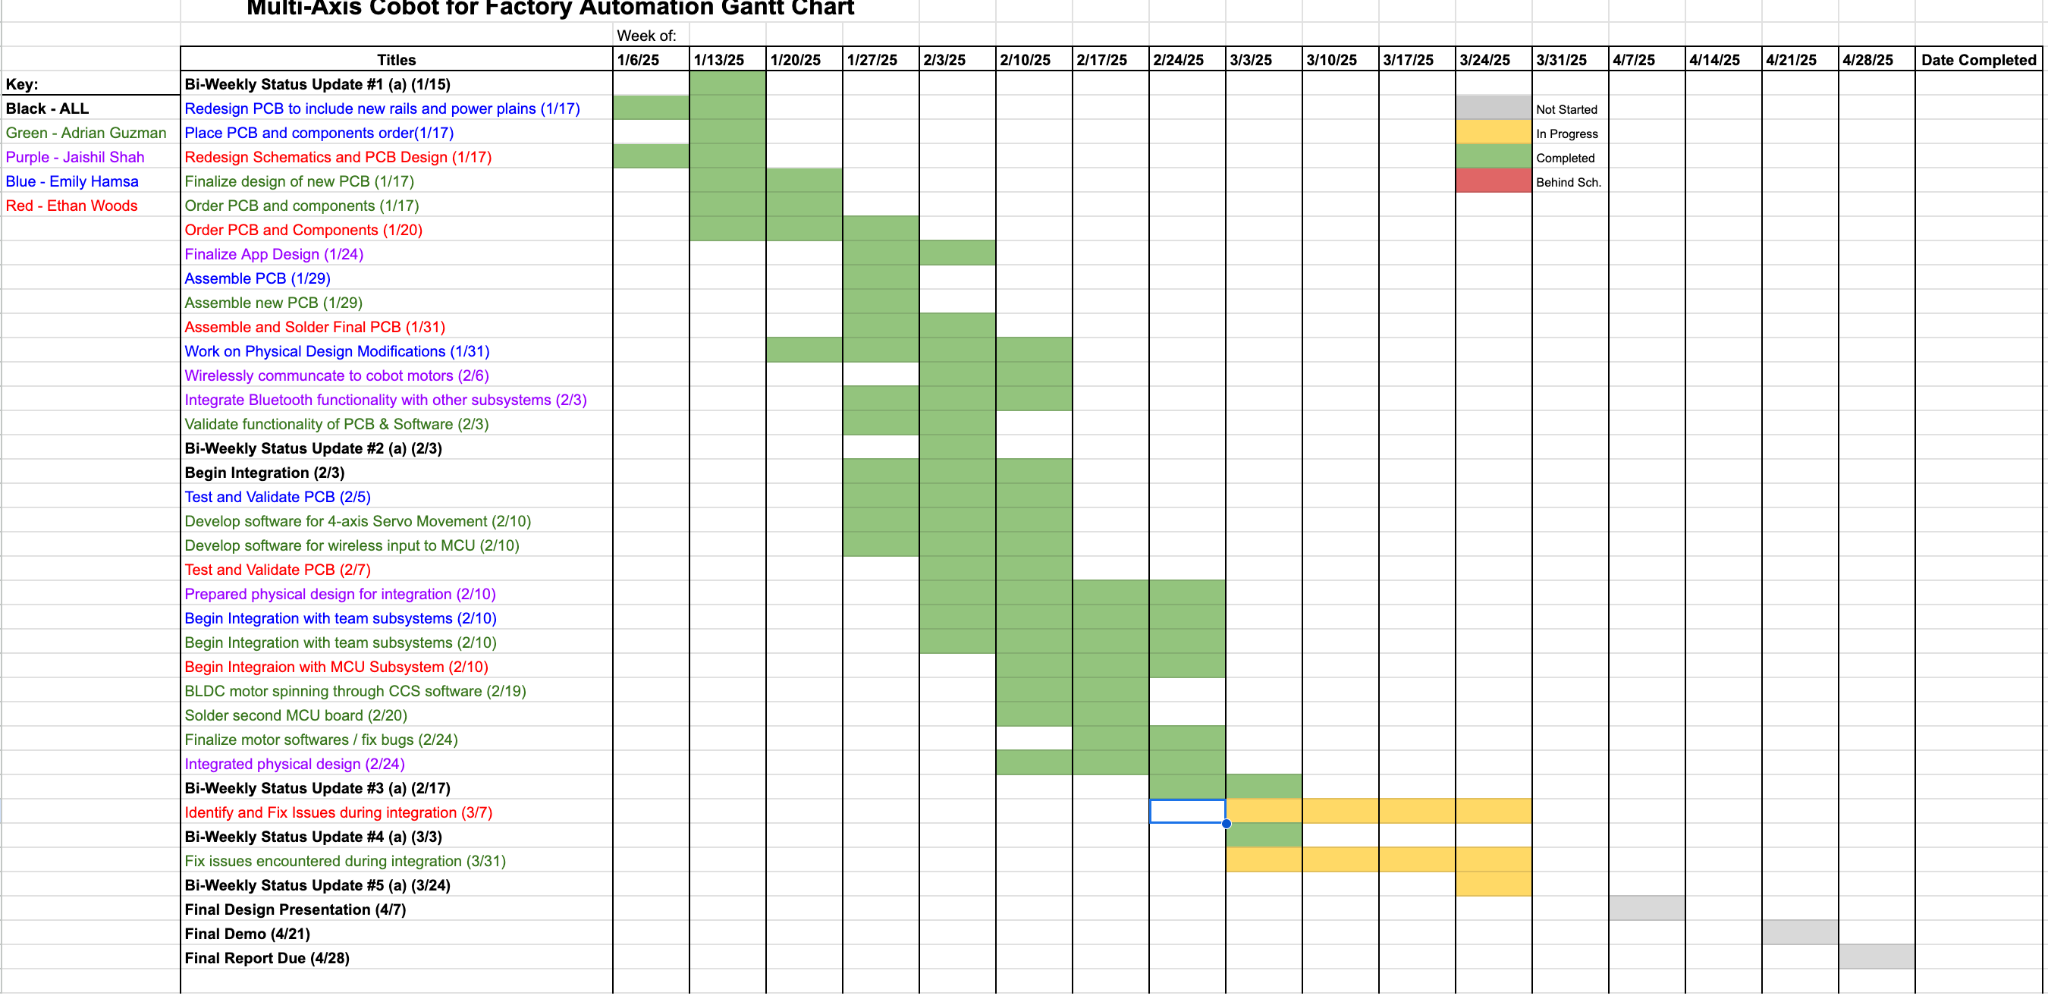 Multi-Axis Cobot for Factory Automation Gantt Chart
Week of:
Titles 1/6/25 1/13/25 1/20/25 1/27/25 2/3/25 2/10/25 2/17/25 2/24/25 3/3/25 3/10/25 3/17/25 3/24/25 3/31/25 4/7/25 4/14/25 4/21/25 4/28/25 Date Completed
Key: Bi-Weekly Status Update #1 (a) (1/15)
Black - ALL Redesign PCB to include new rails and power plains (1/17) Not Started
Green - Adrian Guzman Place PCB and components order(1/17) In Progress
Purple - Jaishil Shah Redesign Schematics and PCB Design (1/17) Completed
Blue - Emily Hamsa Finalize design of new PCB (1/17) Behind Sch.
Red - Ethan Woods Order PCB and components (1/17)
Order PCB and Components (1/20)
Finalize App Design (1/24)
Assemble PCB (1/29)
Assemble new PCB (1/29)
Assemble and Solder Final PCB (1/31)
Work on Physical Design Modifications (1/31)
Wirelessly communcate to cobot motors (2/6)
Integrate Bluetooth functionality with other subsystems (2/3)
Validate functionality of PCB & Software (2/3)
Bi-Weekly Status Update #2 (a) (2/3)
Begin Integration (2/3)
Test and Validate PCB (2/5)
Develop software for 4-axis Servo Movement (2/10)
Develop software for wireless input to MCU (2/10)
Test and Validate PCB (2/7)
Prepared physical design for integration (2/10)
Begin Integration with team subsystems (2/10)
Begin Integration with team subsystems (2/10)
Begin Integraion with MCU Subsystem (2/10)
BLDC motor spinning through CCS software (2/19)
Solder second MCU board (2/20)
Finalize motor softwares / fix bugs (2/24)
Integrated physical design (2/24)
Bi-Weekly Status Update #3 (a) (2/17)
Identify and Fix Issues during integration (3/7)
Bi-Weekly Status Update #4 (a) (3/3)
Fix issues encountered during integration (3/31)
Bi-Weekly Status Update #5 (a) (3/24)
Final Design Presentation (4/7)
Final Demo (4/21)
Final Report Due (4/28)